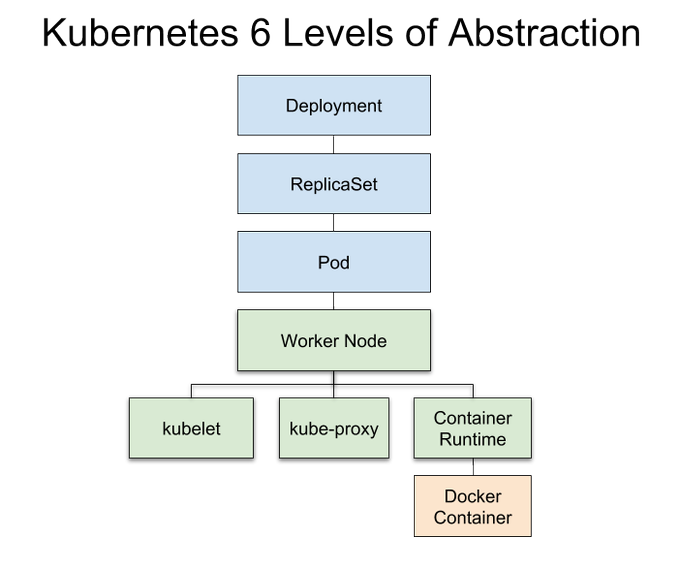 Kubernetes 6 Levels of Abstraction
Deployment
ReplicaSet
Pod
Worker Node
kubelet
kube-proxy
Container
Runtime
Docker
Container